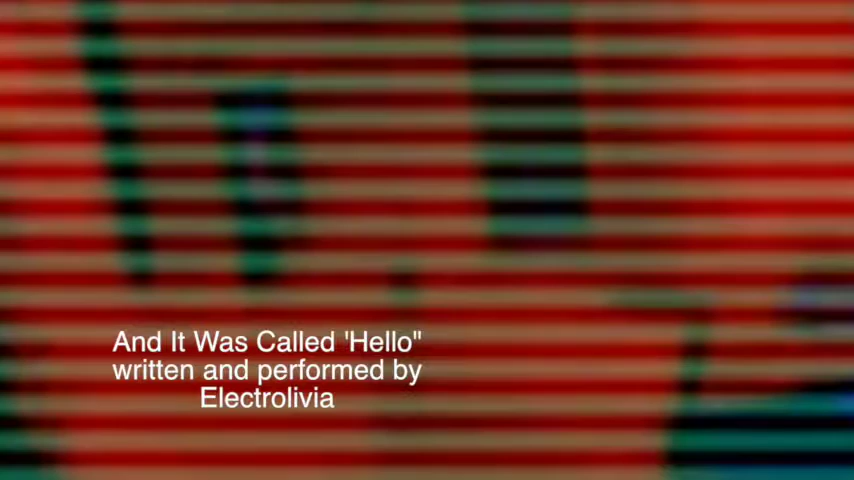 And It Was Called 'Hello"
written and performed by
Electrolivia